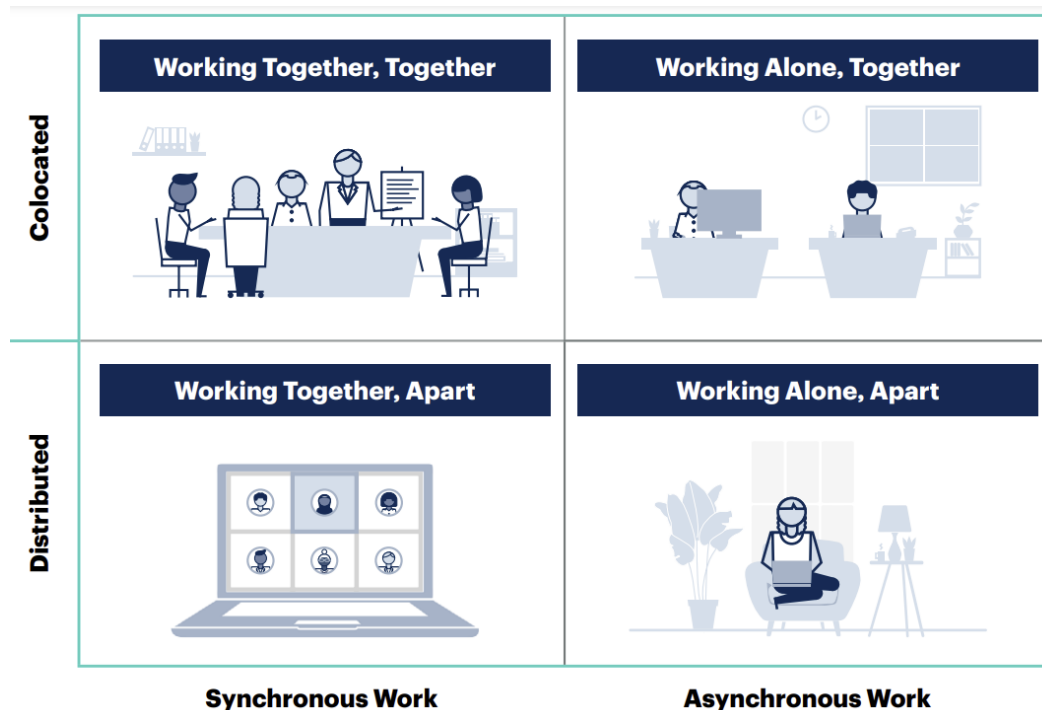 Working Together, Together
Working Alone, Together
Colocated
Working Together, Apart
Working Alone, Apart
Distributed
Synchronous Work
Asynchronous Work